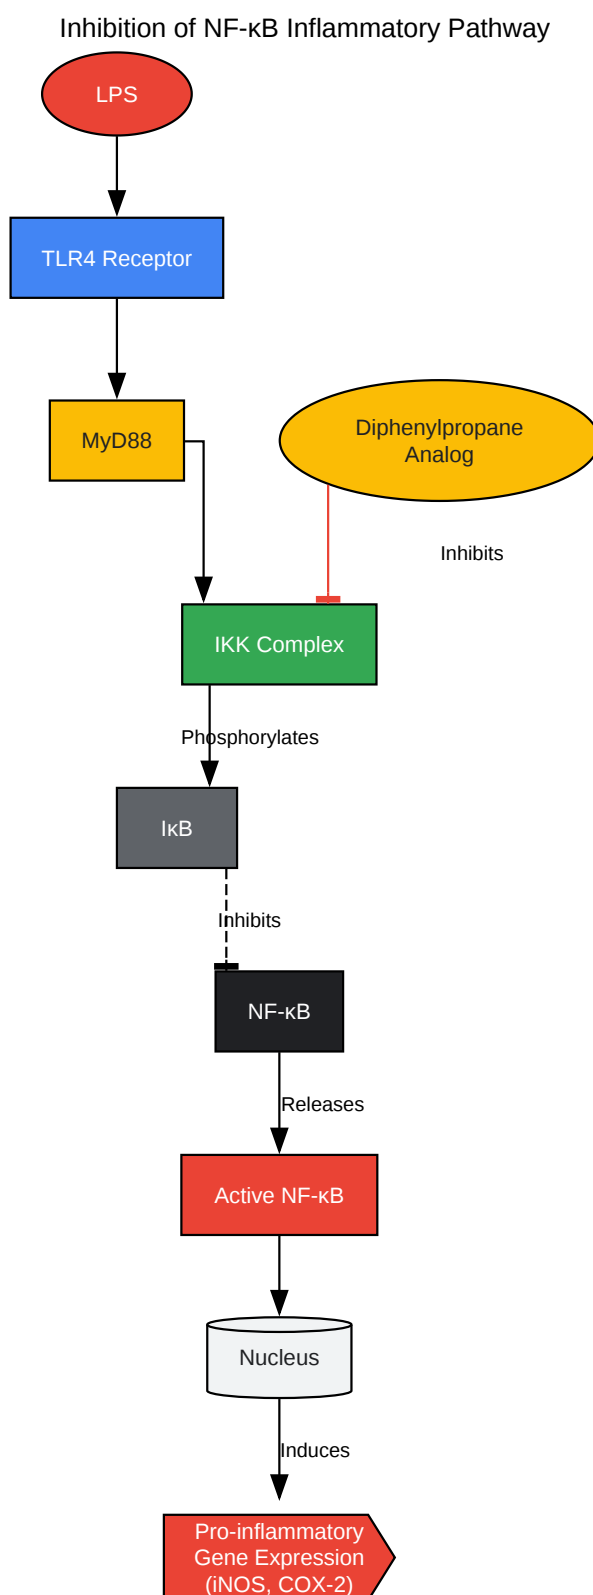 Inhibition of NF-κB Inflammatory Pathway
LPS
TLR4 Receptor
MyD88
Diphenylpropane
Analog
Inhibits
IKK Complex
Phosphorylates
IκB
Inhibits
NF-κB
Releases
Active NF-κB
Nucleus
Induces
Pro-inflammatory
Gene Expression
(iNOS, COX-2)